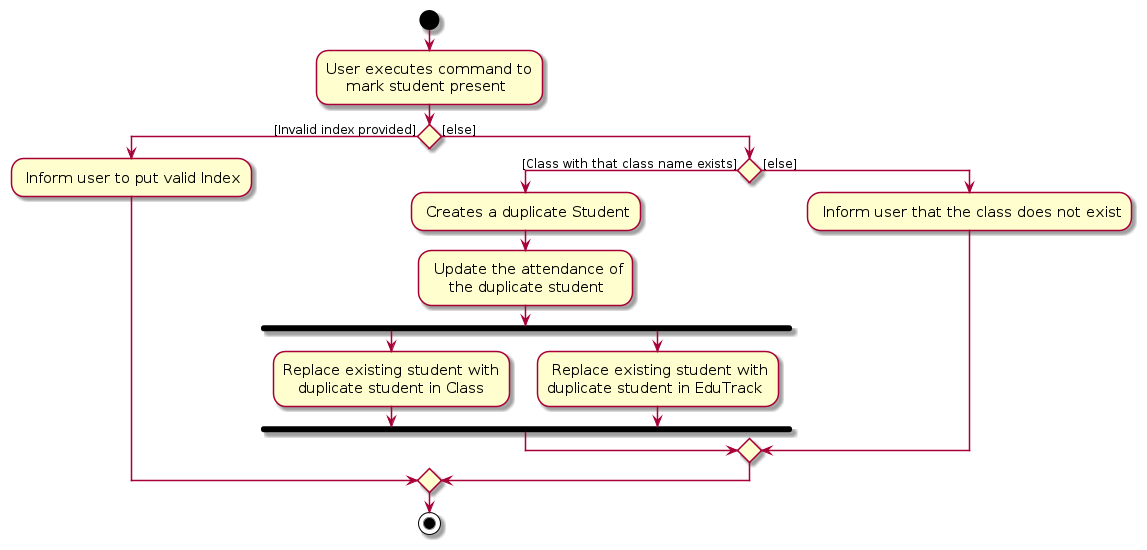 User executes command to
mark student present
[Invalid index provided]
[else]
Inform user to put valid Index
[Class with that class name exists]
[else]
Creates a duplicate Student
Inform user that the class does not exist
Update the attendance of
the duplicate student
Replace existing student with
duplicate student in Class
Replace existing student with
duplicate student in EduTrack